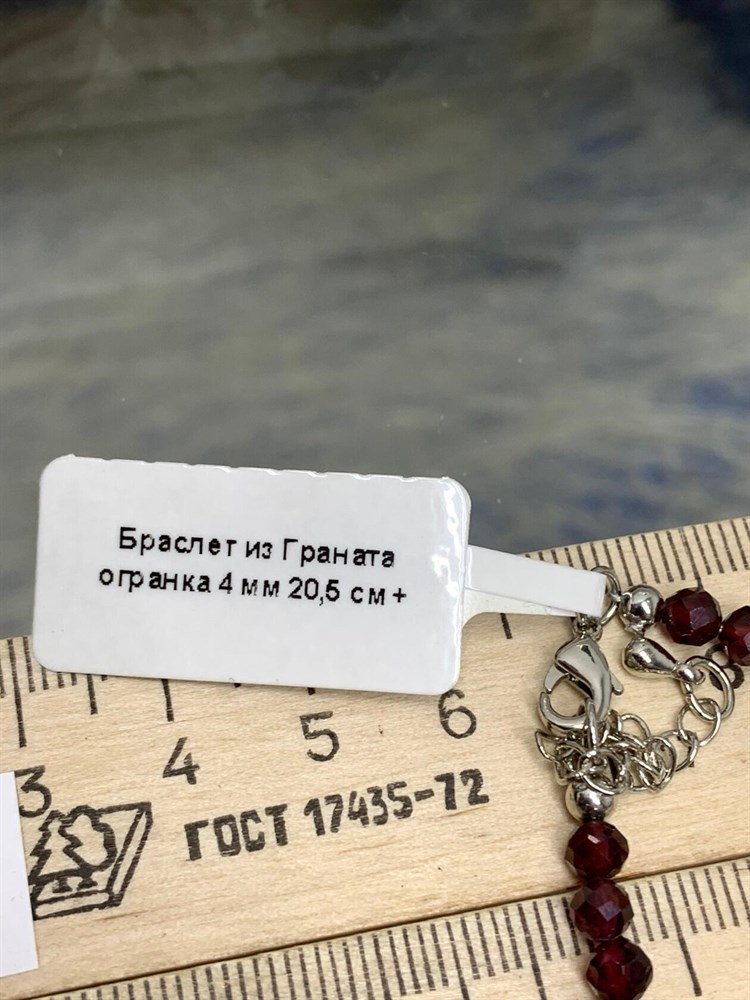 Браслет из Граната
огранка 4 мм 20,5 см +
3 4 5 6
ГОСТ 17435-72